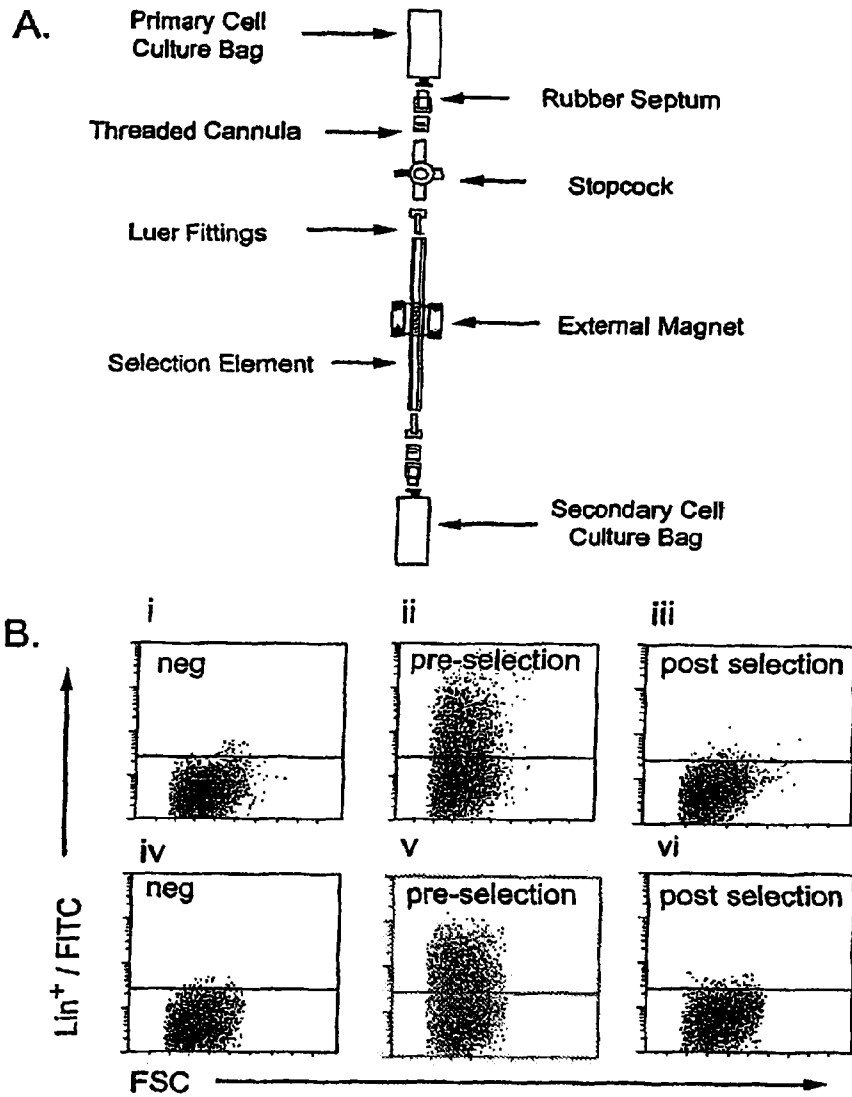 A.
Primary Cell
Culture Bag
Rubber Septum
Threaded Cannula
Stopcock
Luer Fittings
External Magnet
Selection Element
Secondary Cell
Culture Bag
B.
i
ii
iii
neg
pre-selection
post selection
iv
v
vi
neg
pre-selection
post selection
Lin⁺ / FITC
FSC